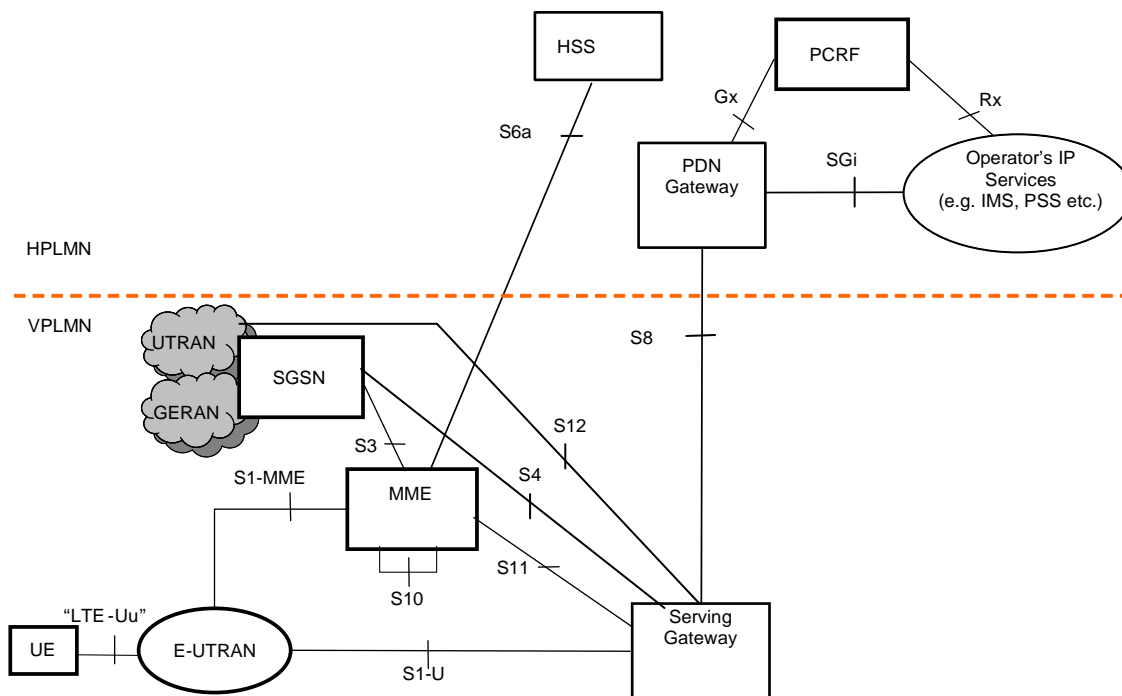 HSS
PCRF
Gx
Rx
S6a
PDN
Gateway
SGi
Operator's IP
Services
(e.g. IMS, PSS etc.)
HPLMN
VPLMN
UTRAN
S8
SGSN
GERAN
S12
S3
S4
S1-MME
MME
S11
S10
"LTE-Uu"
Serving
Gateway
UE
E-UTRAN
S1-U